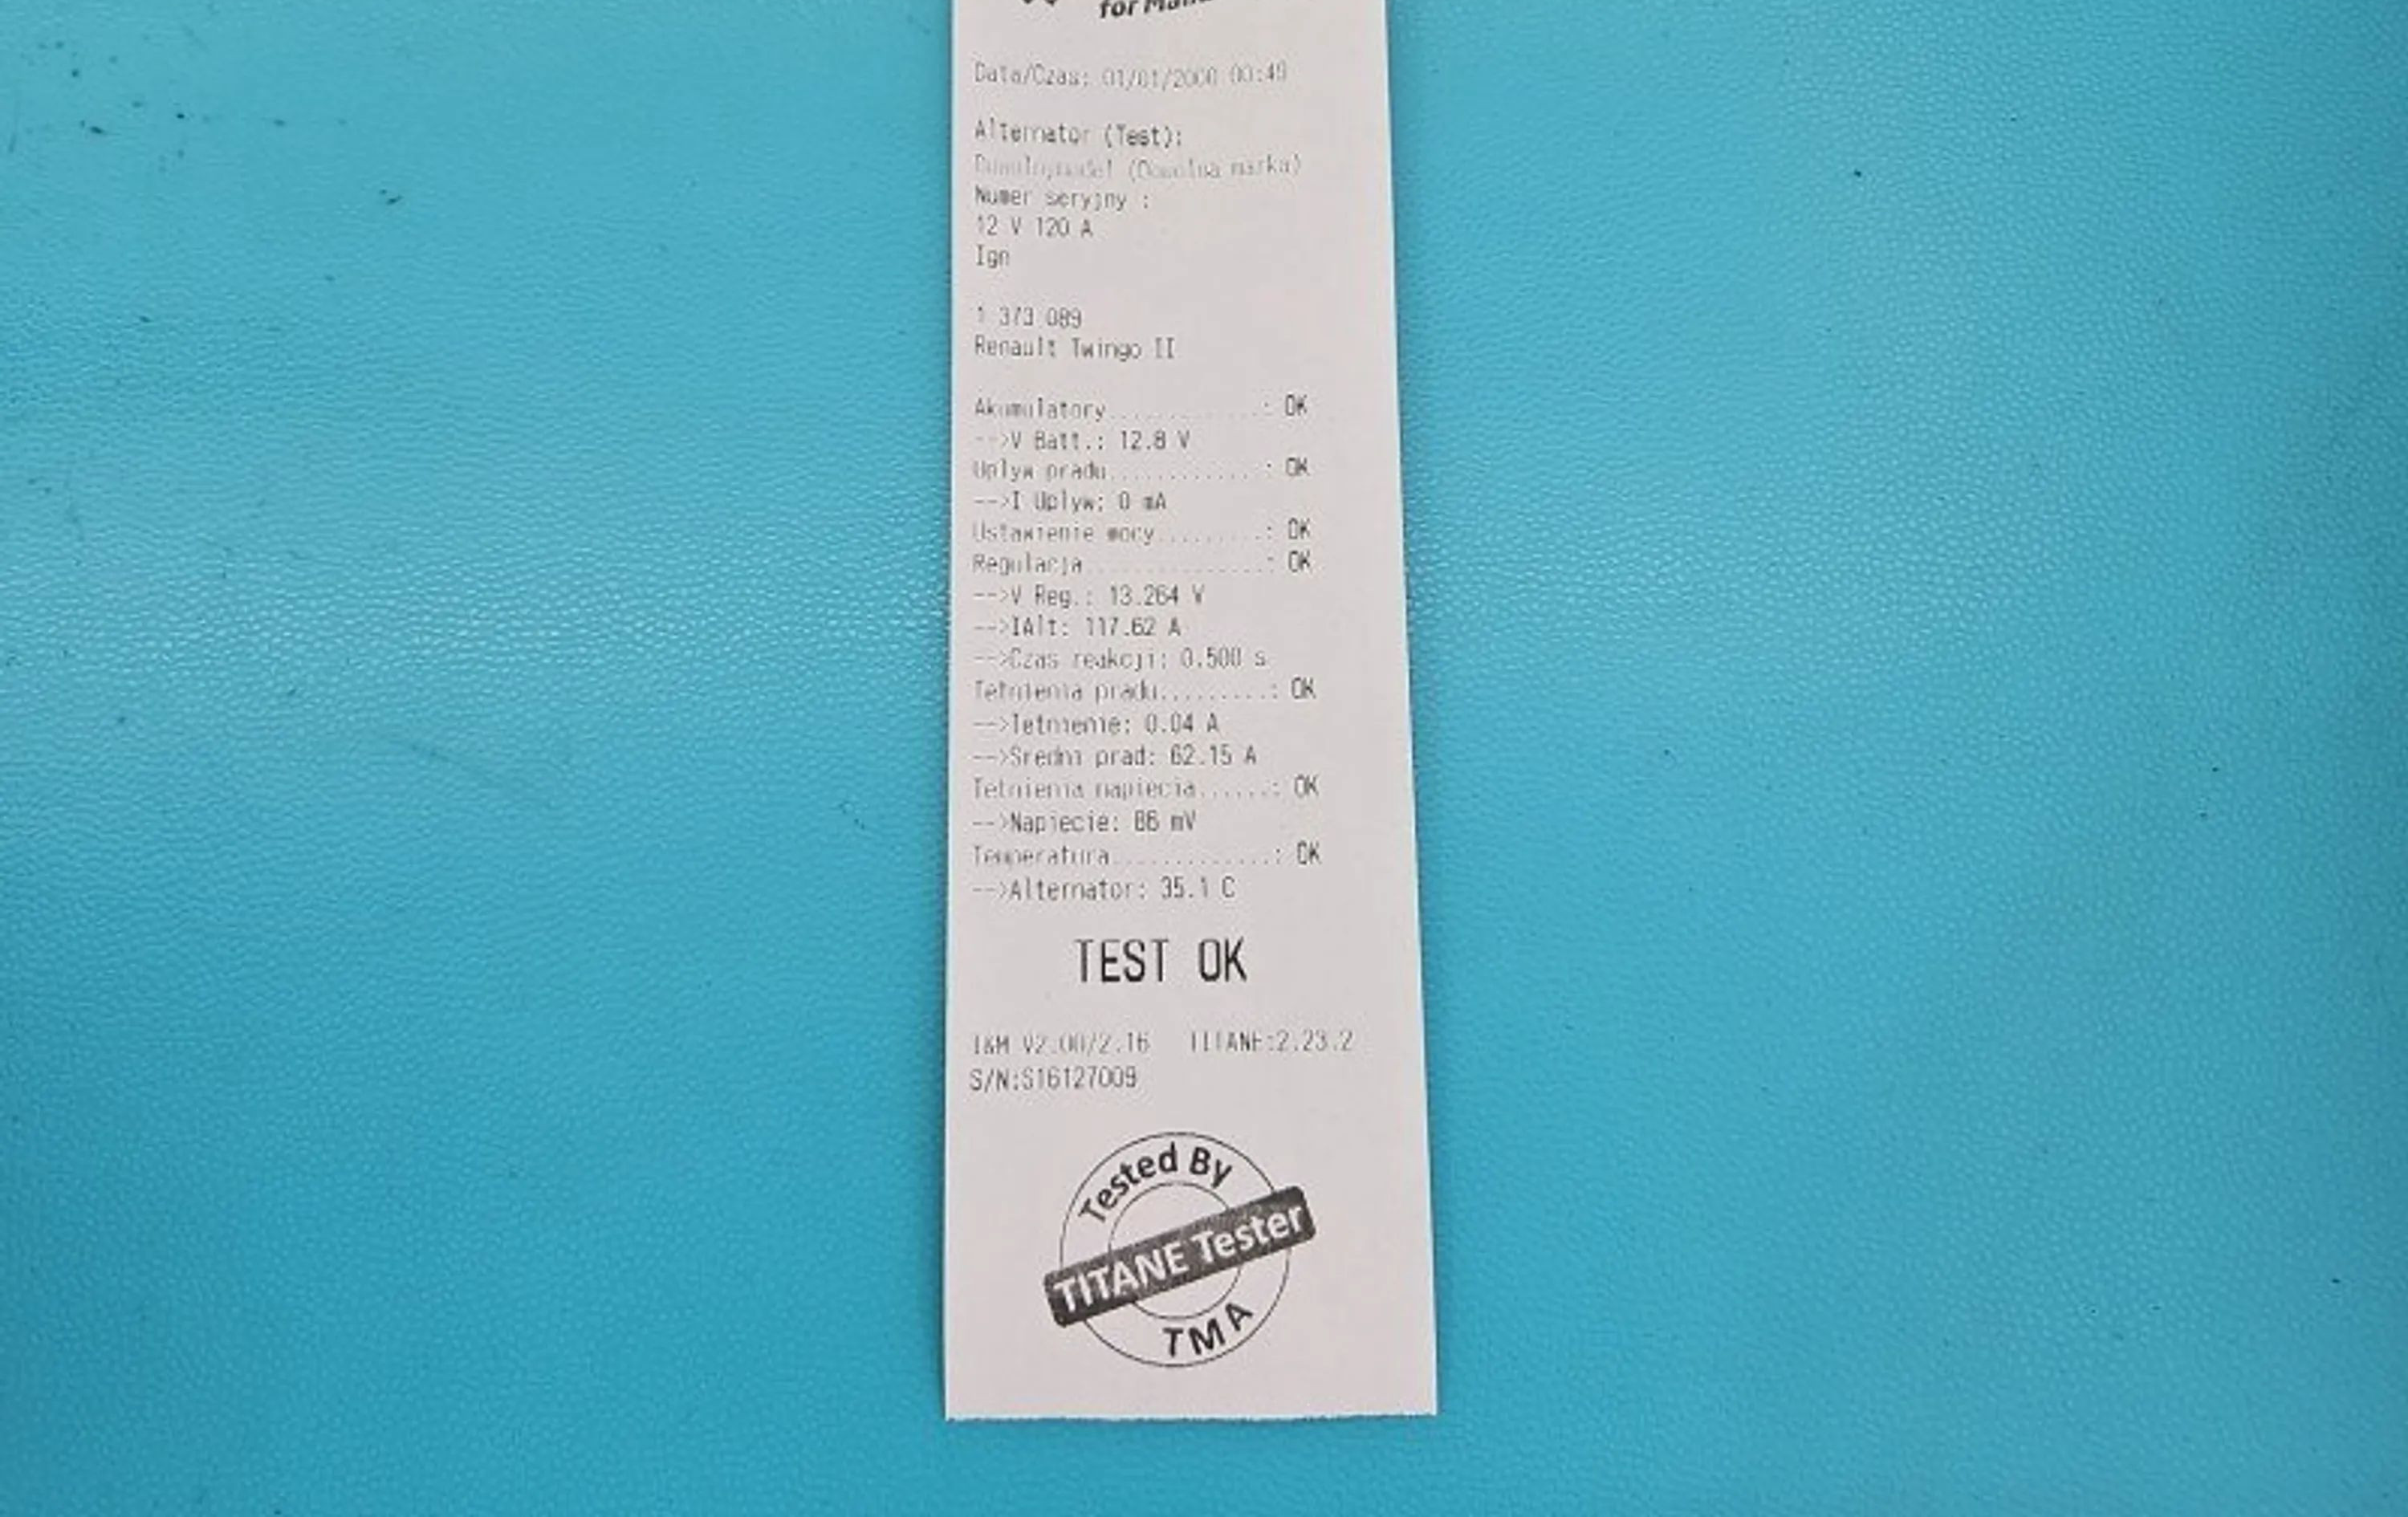 for
Data/Czas: 01/01/2000 00:49
Alternator (Test):
(Dowolna marka)
Numer seryjny :
12 V 120 A
Ign
1 373 089
Renault Twingo II
Akumulatory.............: OK
-->V Batt.: 12.8 V
Uplyw pradu............: OK
-->I Uplyw: 0 mA
Ustawienie mocy.........: OK
Regulacja...............: OK
-->V Reg.: 13.264 V
-->IAlt: 117.62 A
-->Czas reakcji: 0.500 s
Tetnienia pradu.........: OK
-->Tetnienie: 0.04 A
-->Sredni prad: 62.15 A
Tetnienia napiecia......: OK
-->Napiecie: 86 mV
Temperatura.............: OK
-->Alternator: 35.1 C
TEST OK
I&M V2.00/2.16 TITANE:2.23.2
S/N:S16127009
Tested By
TITANE Tester
TMA